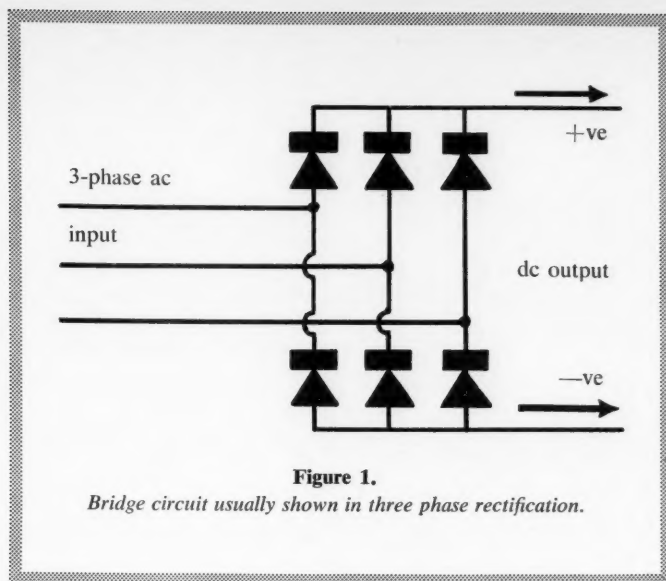 +ve
3-phase ac
input
dc output
—ve
Figure 1.
Bridge circuit usually shown in three phase rectification.